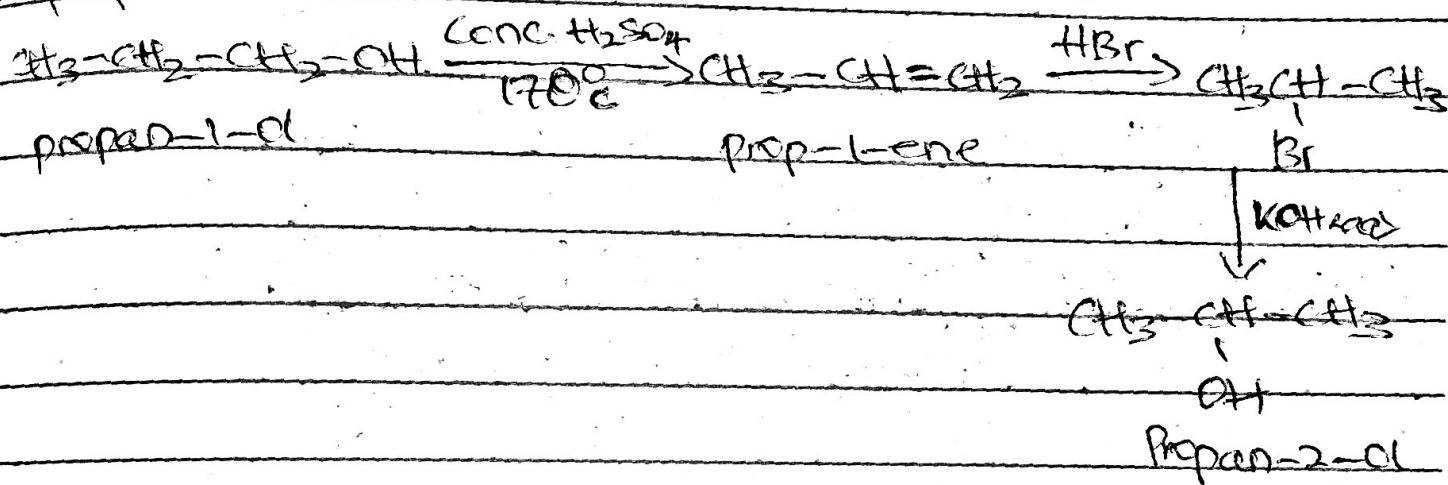 CH3-CH2-CH2-OH conc. H2SO4 170°c → CH3-CH=CH2 HBr → CH3CH-CH3
propan-1-ol prop-1-ene Br
KOH(aq)
CH3-CH-CH3
OH
Propan-2-ol